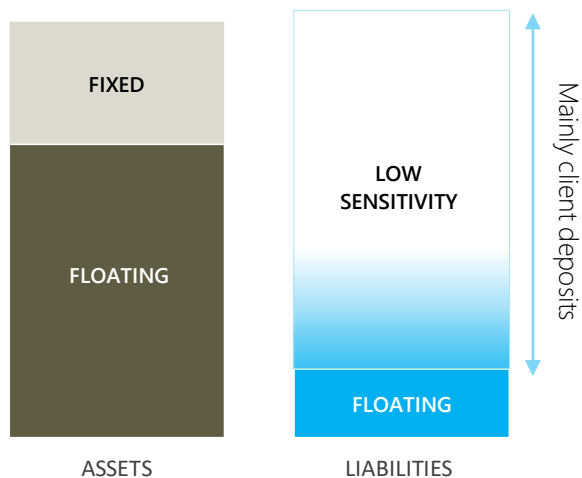 FIXED
FLOATING
ASSETS
LOW
SENSITIVITY
FLOATING
LIABILITIES
Mainly client deposits